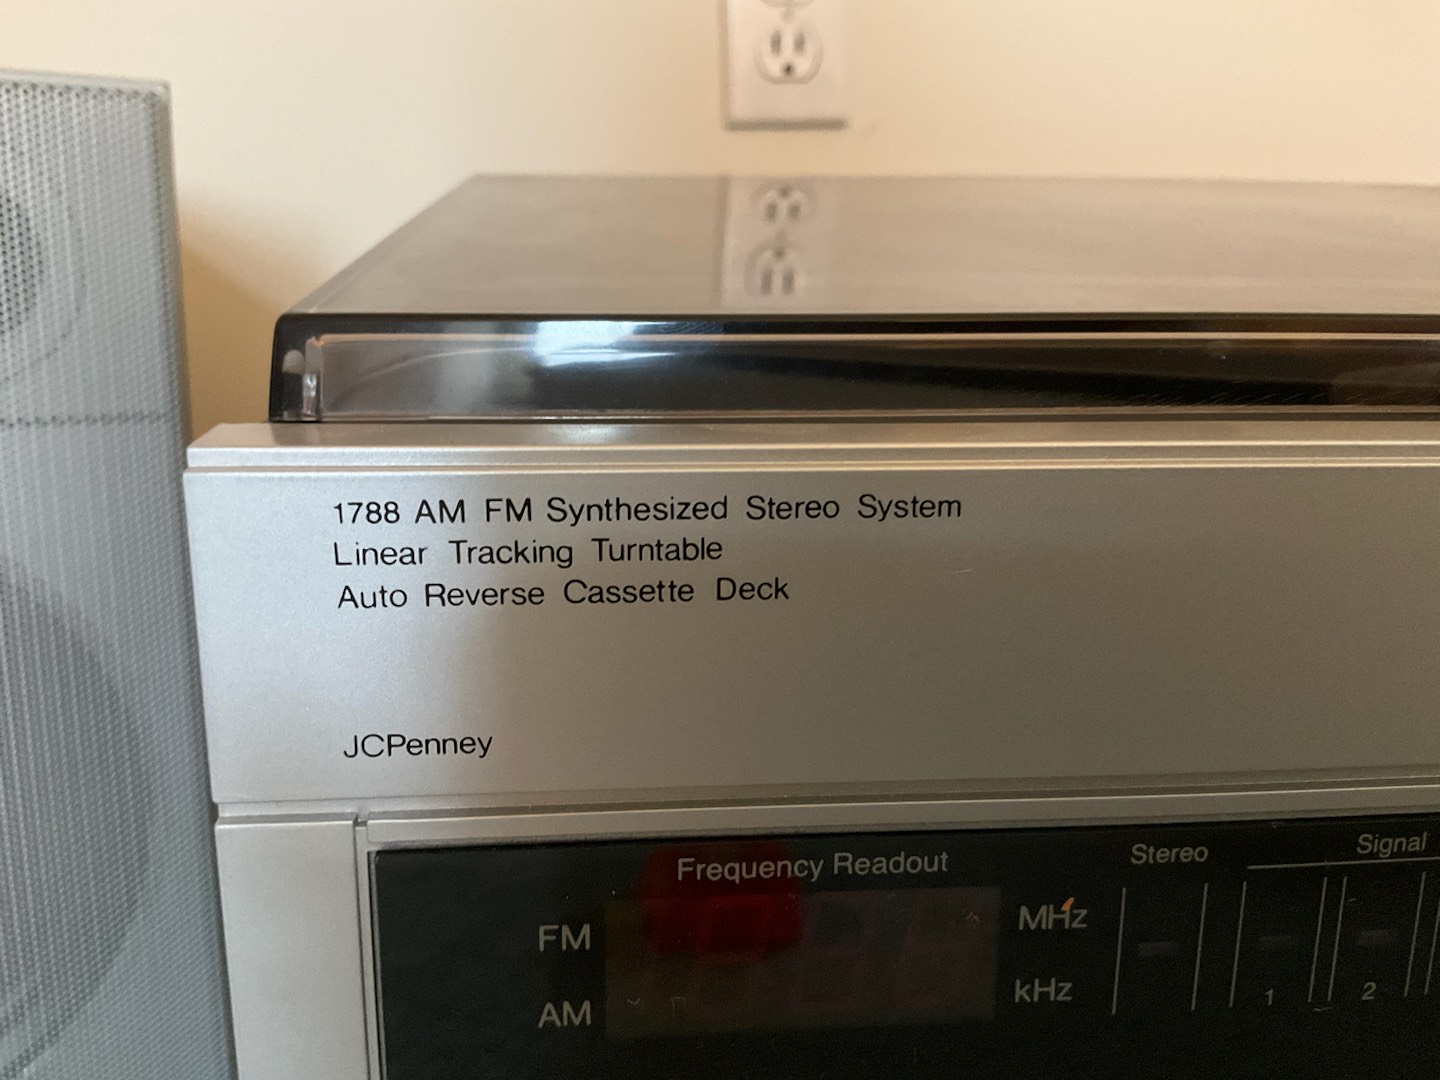 1788 AM FM Synthesized Stereo System
Linear Tracking Turntable
Auto Reverse Cassette Deck
JCPenney
Frequency Readout
Stereo
Signal
FM
MHz
AM
kHz
1
2